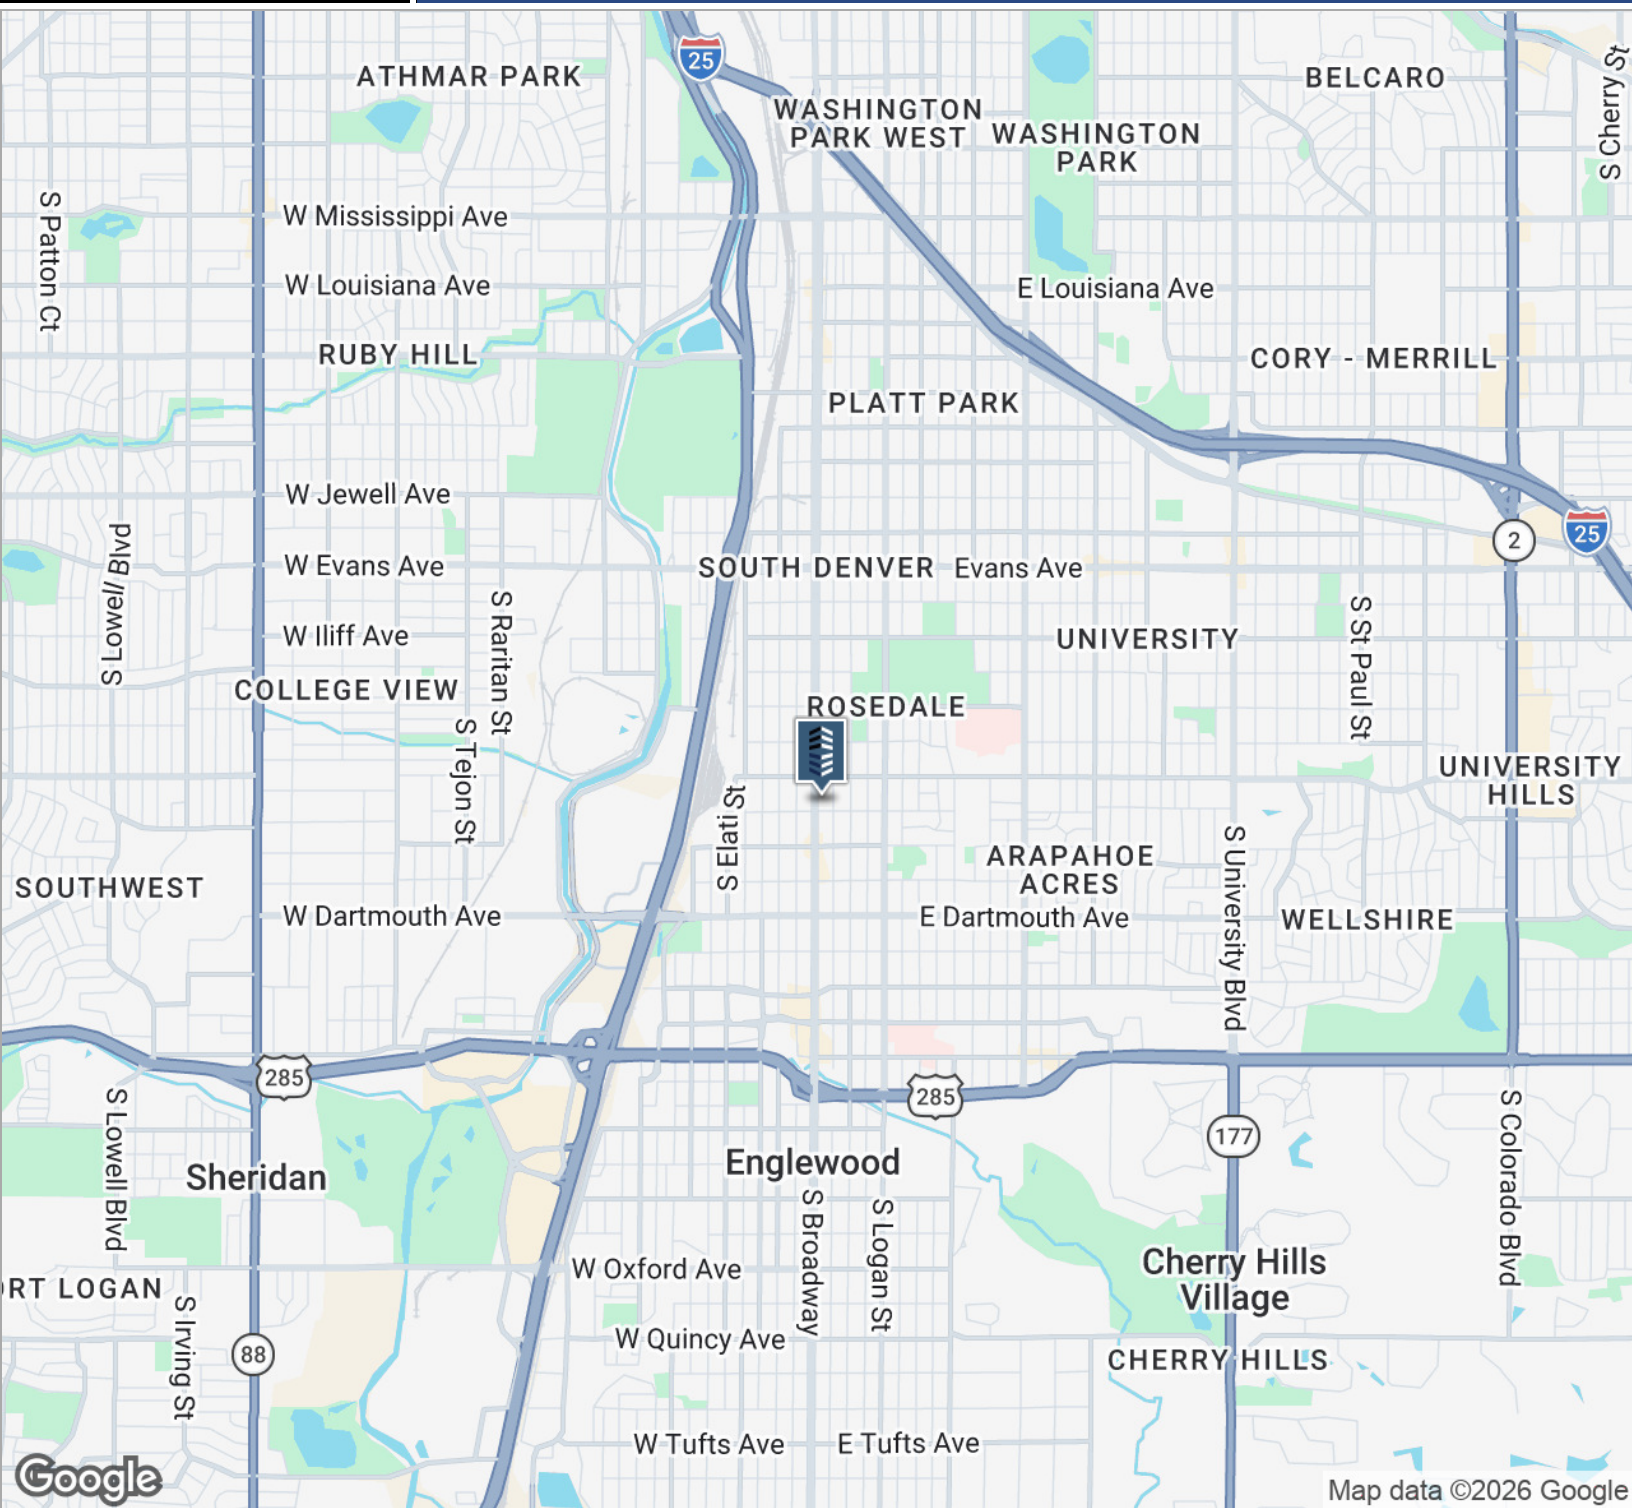 25
ATHMAR PARK
BELCARO
S Cherry St
WASHINGTON
PARK WEST
WASHINGTON
PARK
S Patton Ct
W Mississippi Ave
W Louisiana Ave
E Louisiana Ave
RUBY HILL
CORY - MERRILL
PLATT PARK
W Jewell Ave
S Lowell Blvd
2
25
W Evans Ave
SOUTH DENVER
Evans Ave
S Raritan St
S St Paul St
W Iliff Ave
UNIVERSITY
COLLEGE VIEW
ROSEDALE
S Tejon St
UNIVERSITY
HILLS
S Elati St
S University Blvd
ARAPAHOE
ACRES
SOUTHWEST
W Dartmouth Ave
E Dartmouth Ave
WELLSHIRE
285
285
S Lowell Blvd
S Colorado Blvd
177
Englewood
Sheridan
S Broadway
S Logan St
W Oxford Ave
Cherry Hills
Village
ORT LOGAN
S Irving St
W Quincy Ave
88
CHERRY HILLS
W Tufts Ave
E Tufts Ave
Google
Map data ©2026 Google